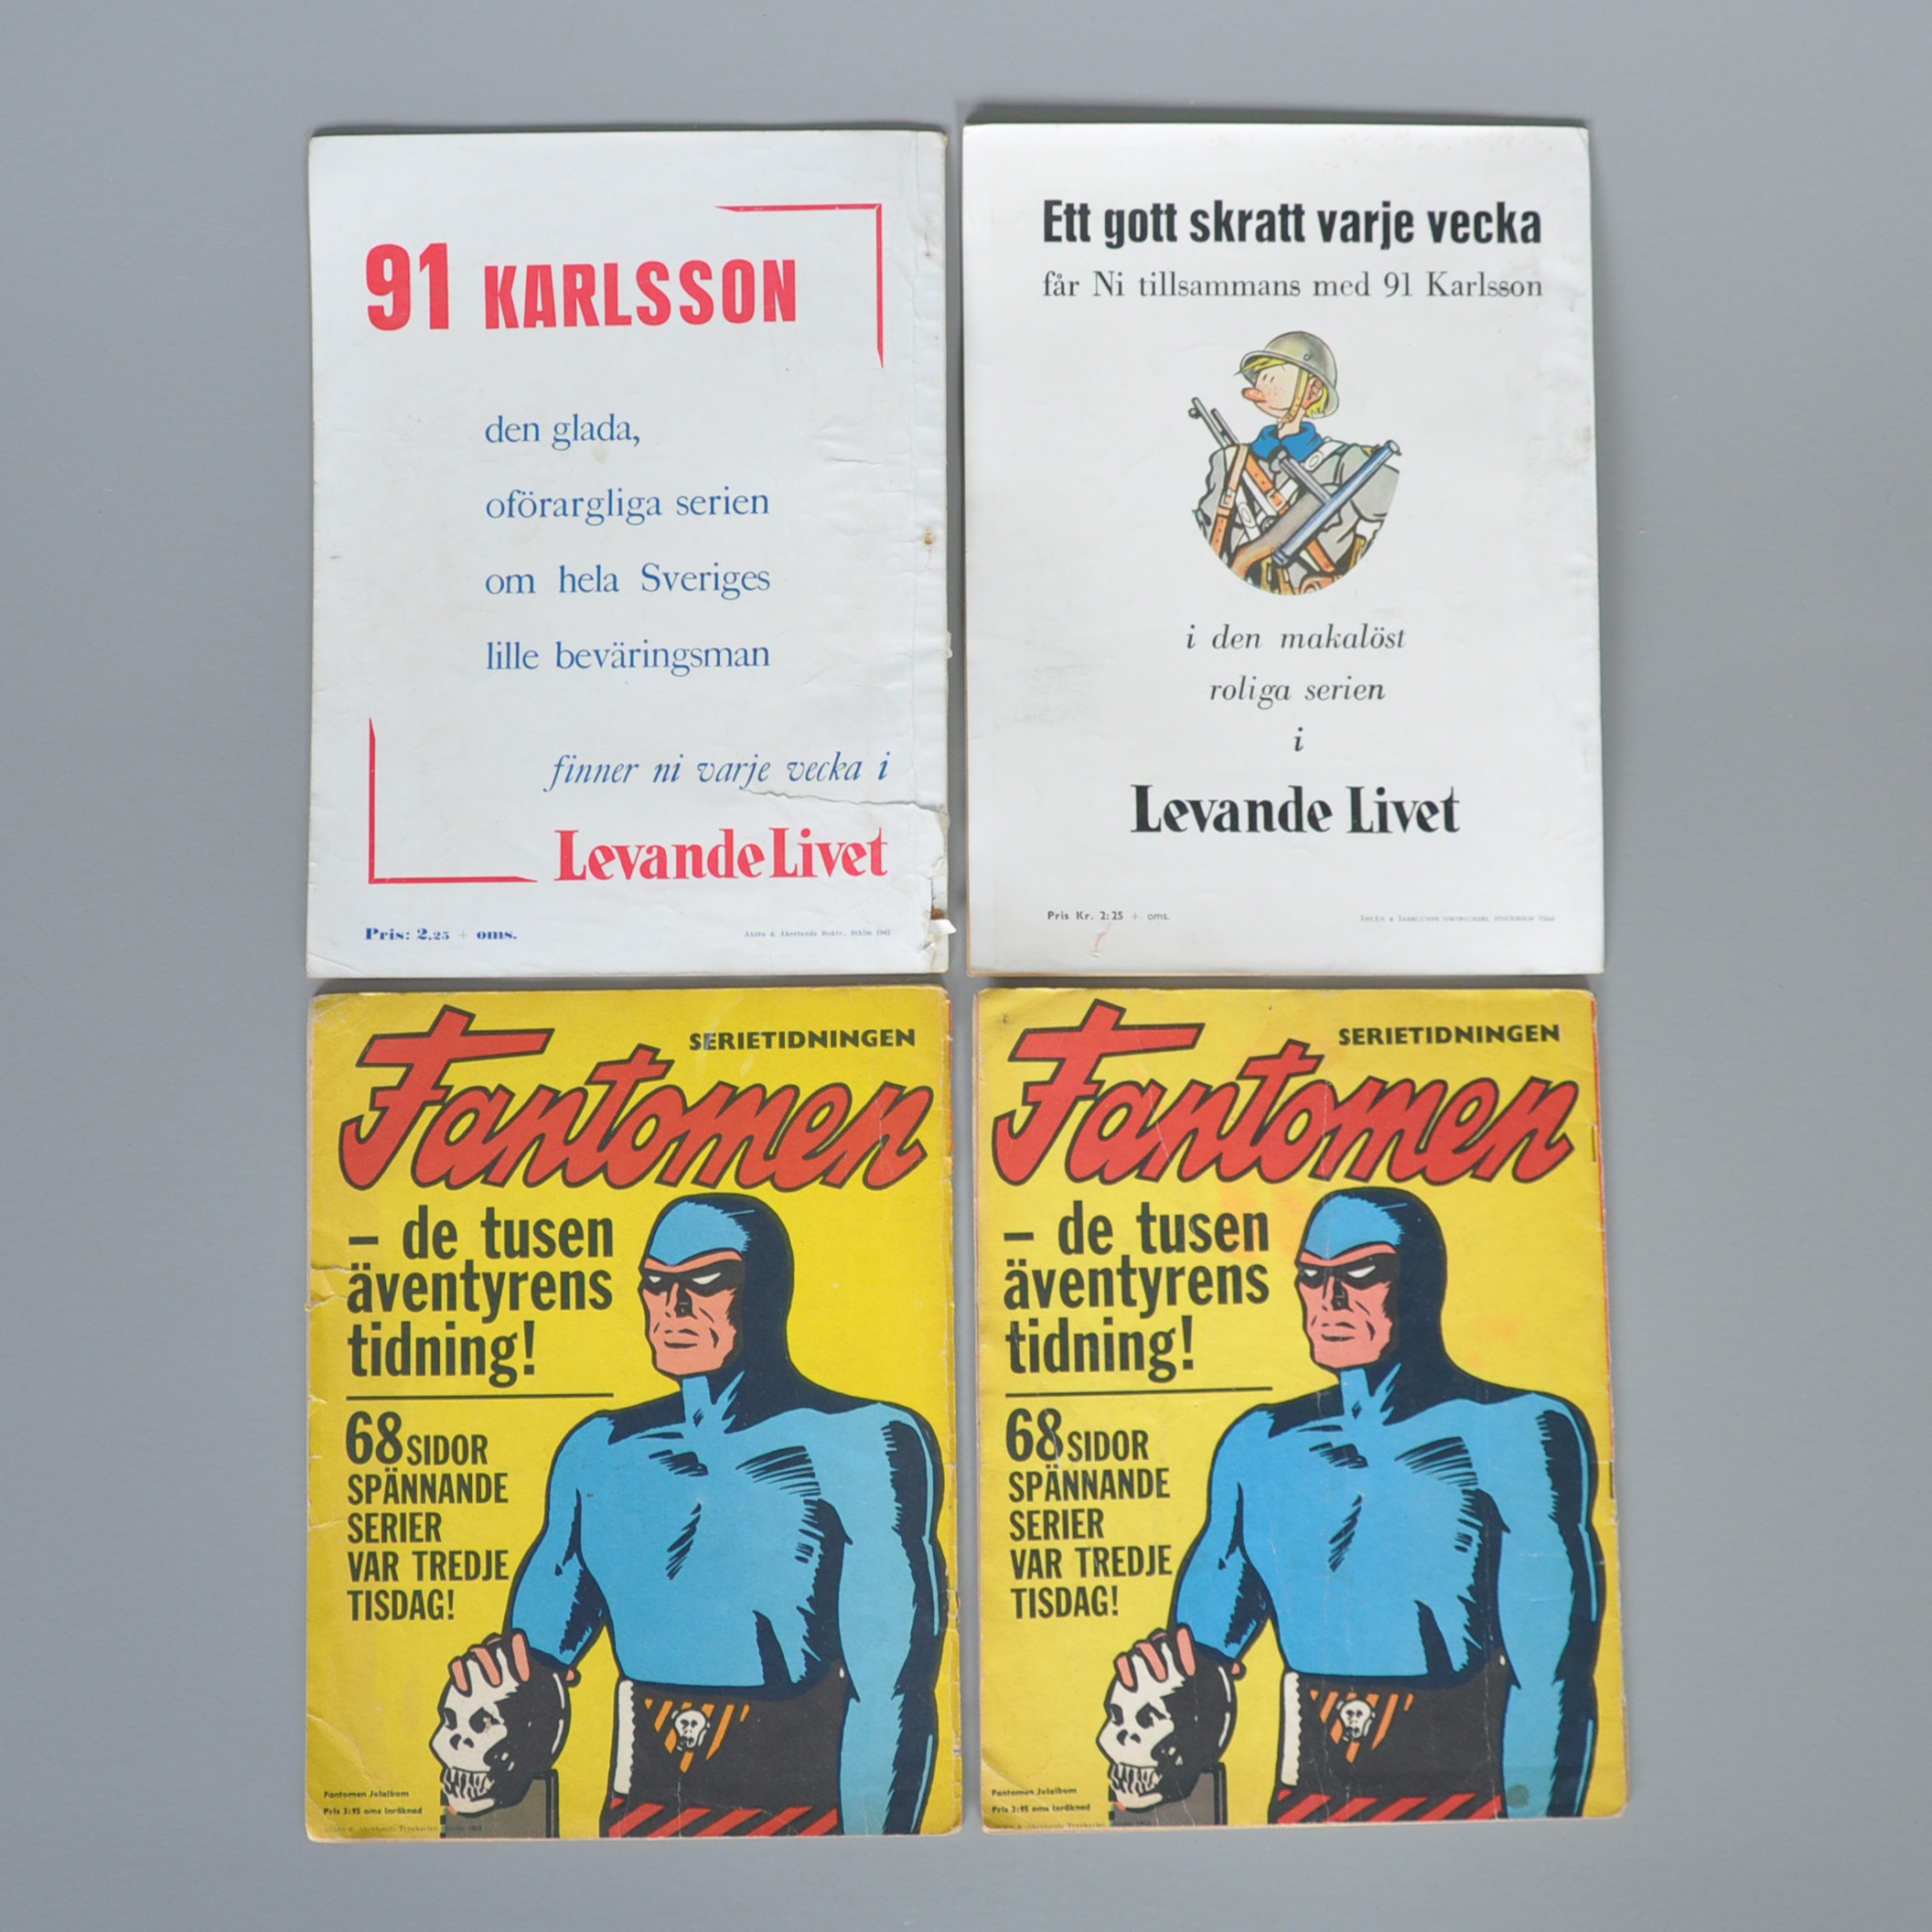 91 KARLSSON
den glada,
oförargliga serien
om hela Sveriges
lille beväringsman
finner ni varje vecka i
Levande Livet
Pris: 2.25 + oms.
Ett gott skratt varje vecka
får Ni tillsammans med 91 Karlsson
i den makalöst
roliga serien
i
Levande Livet
Pris Kr. 2:25 + oms.
SERIETIDNINGEN
Fantomen
– de tusen
äventyrens
tidning!
68 SIDOR
SPÄNNANDE
SERIER
VAR TREDJE
TISDAG!
Fantomen Julalbum
Pris 3:95 oms inräknad
SERIETIDNINGEN
Fantomen
– de tusen
äventyrens
tidning!
68 SIDOR
SPÄNNANDE
SERIER
VAR TREDJE
TISDAG!
Fantomen Julalbum
Pris 3:95 oms inräknad